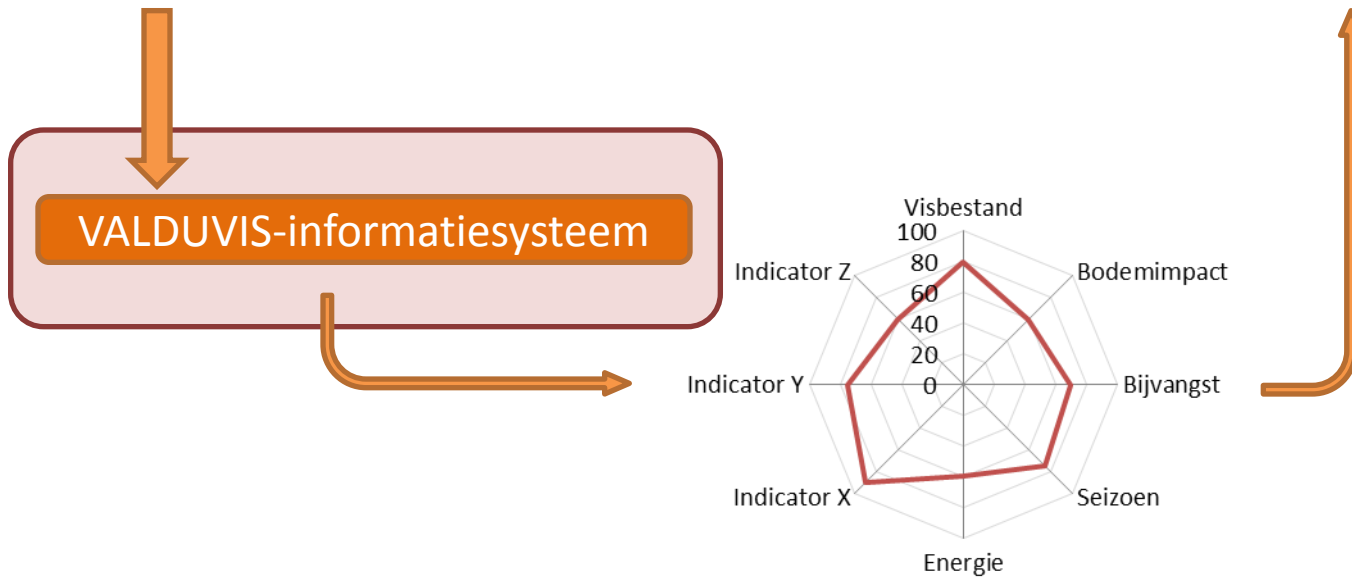 VALDUVIS-informatiesysteem
Visbestand
100
80
60
40
20
0
Bodemimpact
Bijvangst
Seizoen
Energie
Indicator X
Indicator Y
Indicator Z